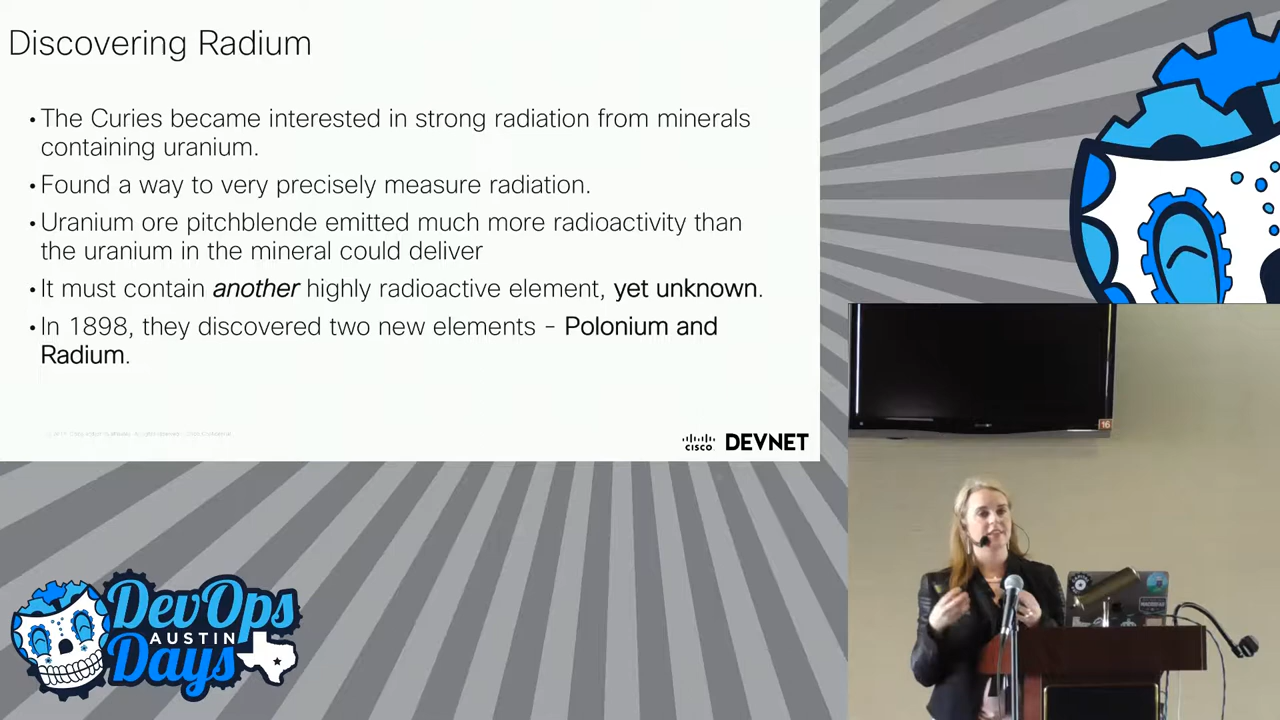 Discovering Radium
• The Curies became interested in strong radiation from minerals
containing uranium.
• Found a way to very precisely measure radiation.
• Uranium ore pitchblende emitted much more radioactivity than
the uranium in the mineral could deliver
• It must contain another highly radioactive element, yet unknown.
• In 1898, they discovered two new elements – Polonium and
Radium.
CISCO DEVNET
16
DevOps
AUSTIN
Days